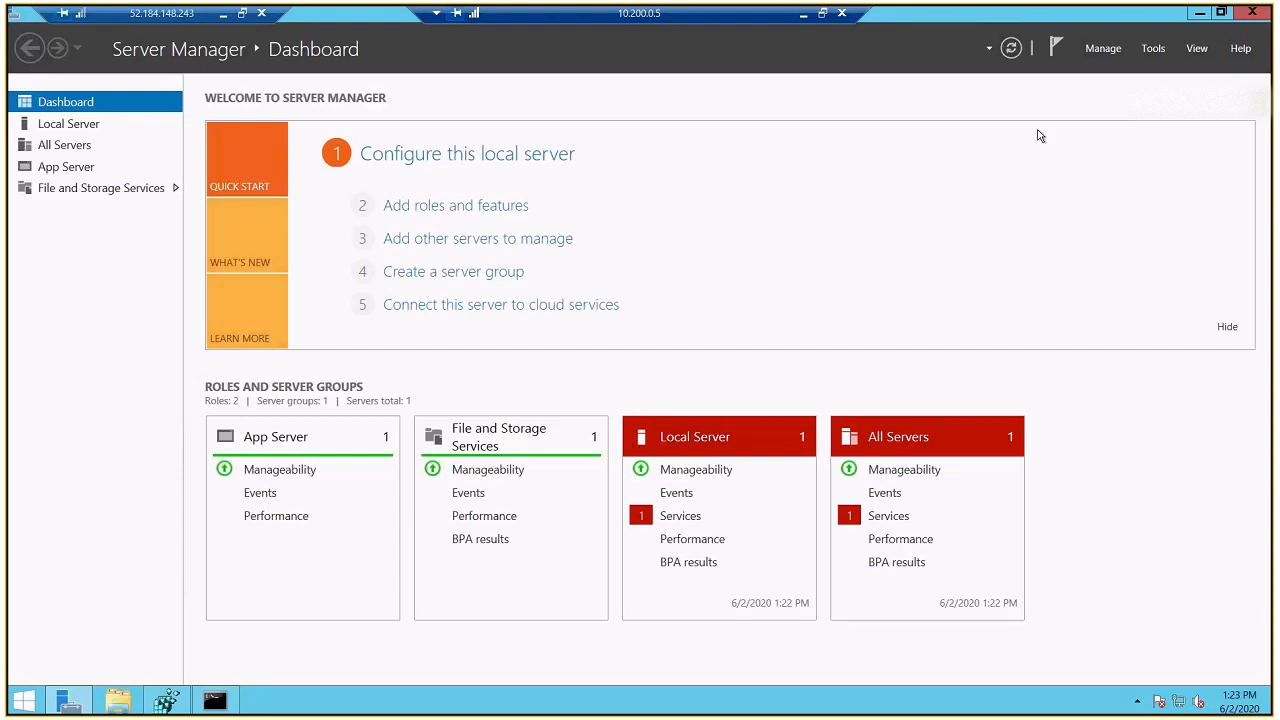 52.184.148.243
10.200.0.5
Server Manager • Dashboard
Manage
Tools
View
Help
Dashboard
Local Server
All Servers
App Server
File and Storage Services
WELCOME TO SERVER MANAGER
QUICK START
WHAT'S NEW
LEARN MORE
1 Configure this local server
2 Add roles and features
3 Add other servers to manage
4 Create a server group
5 Connect this server to cloud services
Hide
ROLES AND SERVER GROUPS
Roles: 2 | Server groups: 1 | Servers total: 1
App Server 1
Manageability
Events
Performance
File and Storage
Services 1
Manageability
Events
Performance
BPA results
Local Server 1
Manageability
Events
1 Services
Performance
BPA results
6/2/2020 1:22 PM
All Servers 1
Manageability
Events
1 Services
Performance
BPA results
6/2/2020 1:22 PM
1:23 PM
6/2/2020